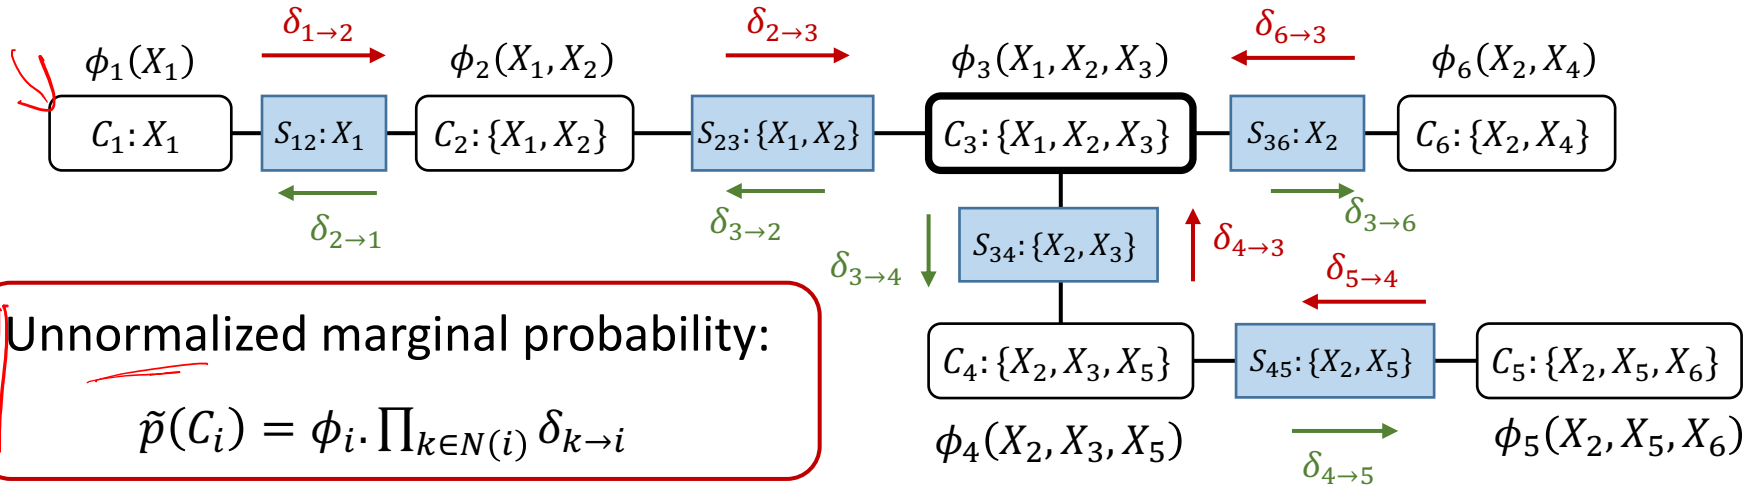 δ₁→₂ δ₂→₃ δ₆→₃
ϕ₁(X₁) ϕ₂(X₁, X₂) ϕ₃(X₁, X₂, X₃) ϕ₆(X₂, X₄)
C₁: X₁ S₁₂: X₁ C₂: {X₁, X₂} S₂₃: {X₁, X₂} C₃: {X₁, X₂, X₃} S₃₆: X₂ C₆: {X₂, X₄}
δ₂→₁ δ₃→₂ δ₃→₆
δ₃→₄ S₃₄: {X₂, X₃} δ₄→₃
δ₅→₄
Unnormalized marginal probability:
C₄: {X₂, X₃, X₅} S₄₅: {X₂, X₅} C₅: {X₂, X₅, X₆}
p̃(Cᵢ) = ϕᵢ. ∏ₖ∈N(ᵢ) δₖ→ᵢ
ϕ₄(X₂, X₃, X₅) ϕ₅(X₂, X₅, X₆)
δ₄→₅